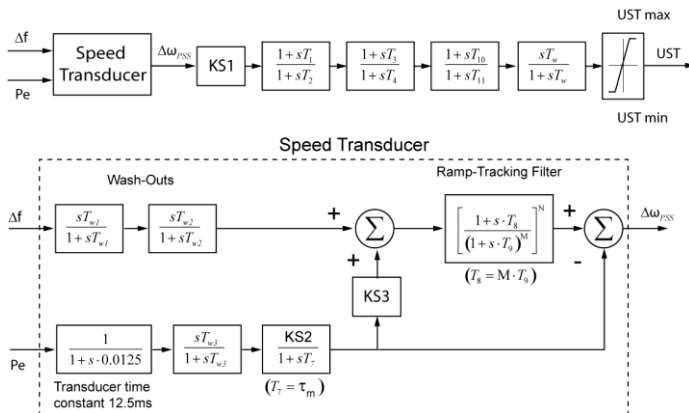 UST max
Δf
Speed Transducer
Δω_PSS
KS1
1 + sT_1 / 1 + sT_2
1 + sT_3 / 1 + sT_4
1 + sT_10 / 1 + sT_11
sT_w / 1 + sT_w
UST
Pe
UST min
Speed Transducer
Wash-Outs
Ramp-Tracking Filter
Δf
sT_w1 / 1 + sT_w1
sT_w2 / 1 + sT_w2
+
Σ
+
[ 1 + s · T_8 / (1 + s · T_9)^M ]^N
+
Σ
-
Δω_PSS
(T_8 = M · T_9)
KS3
Pe
1 / 1 + s · 0.0125
sT_w3 / 1 + sT_w3
KS2 / 1 + sT_7
Transducer time
constant 12.5ms
(T_7 = τ_m)